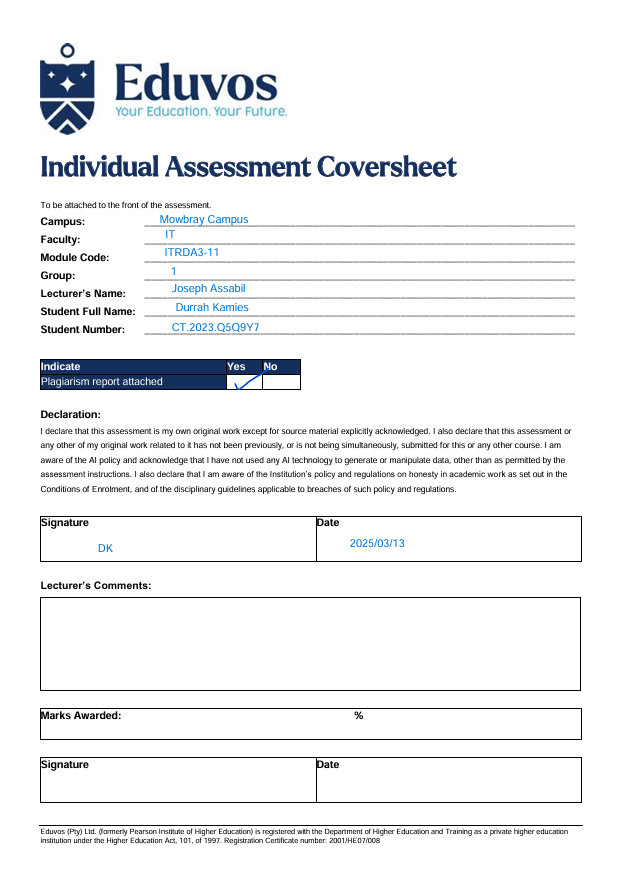 Eduvos
Your Education. Your Future.
Individual Assessment Coversheet
To be attached to the front of the assessment.
Campus: Mowbray Campus
Faculty: IT
Module Code: ITRDA3-11
Group: 1
Lecturer's Name: Joseph Assabil
Student Full Name: Durrah Kamies
Student Number: CT.2023.Q5Q9Y7
Indicate Yes No
Plagiarism report attached
Declaration:
I declare that this assessment is my own original work except for source material explicitly acknowledged. I also declare that this assessment or
any other of my original work related to it has not been previously, or is not being simultaneously, submitted for this or any other course. I am
aware of the AI policy and acknowledge that I have not used any AI technology to generate or manipulate data, other than as permitted by the
assessment instructions. I also declare that I am aware of the Institution's policy and regulations on honesty in academic work as set out in the
Conditions of Enrolment, and of the disciplinary guidelines applicable to breaches of such policy and regulations.
Signature Date
DK 2025/03/13
Lecturer's Comments:
Marks Awarded: %
Signature Date
Eduvos (Pty) Ltd. (formerly Pearson Institute of Higher Education) is registered with the Department of Higher Education and Training as a private higher education
institution under the Higher Education Act, 101, of 1997. Registration Certificate number: 2001/HE07/008